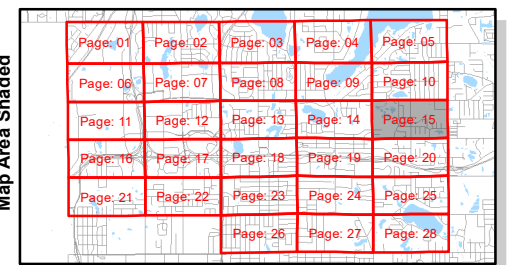 Map Area Shaded
Page: 01 Page: 02 Page: 03 Page: 04 Page: 05
Page: 06 Page: 07 Page: 08 Page: 09 Page: 10
Page: 11 Page: 12 Page: 13 Page: 14 Page: 15
Page: 16 Page: 17 Page: 18 Page: 19 Page: 20
Page: 21 Page: 22 Page: 23 Page: 24 Page: 25
Page: 26 Page: 27 Page: 28